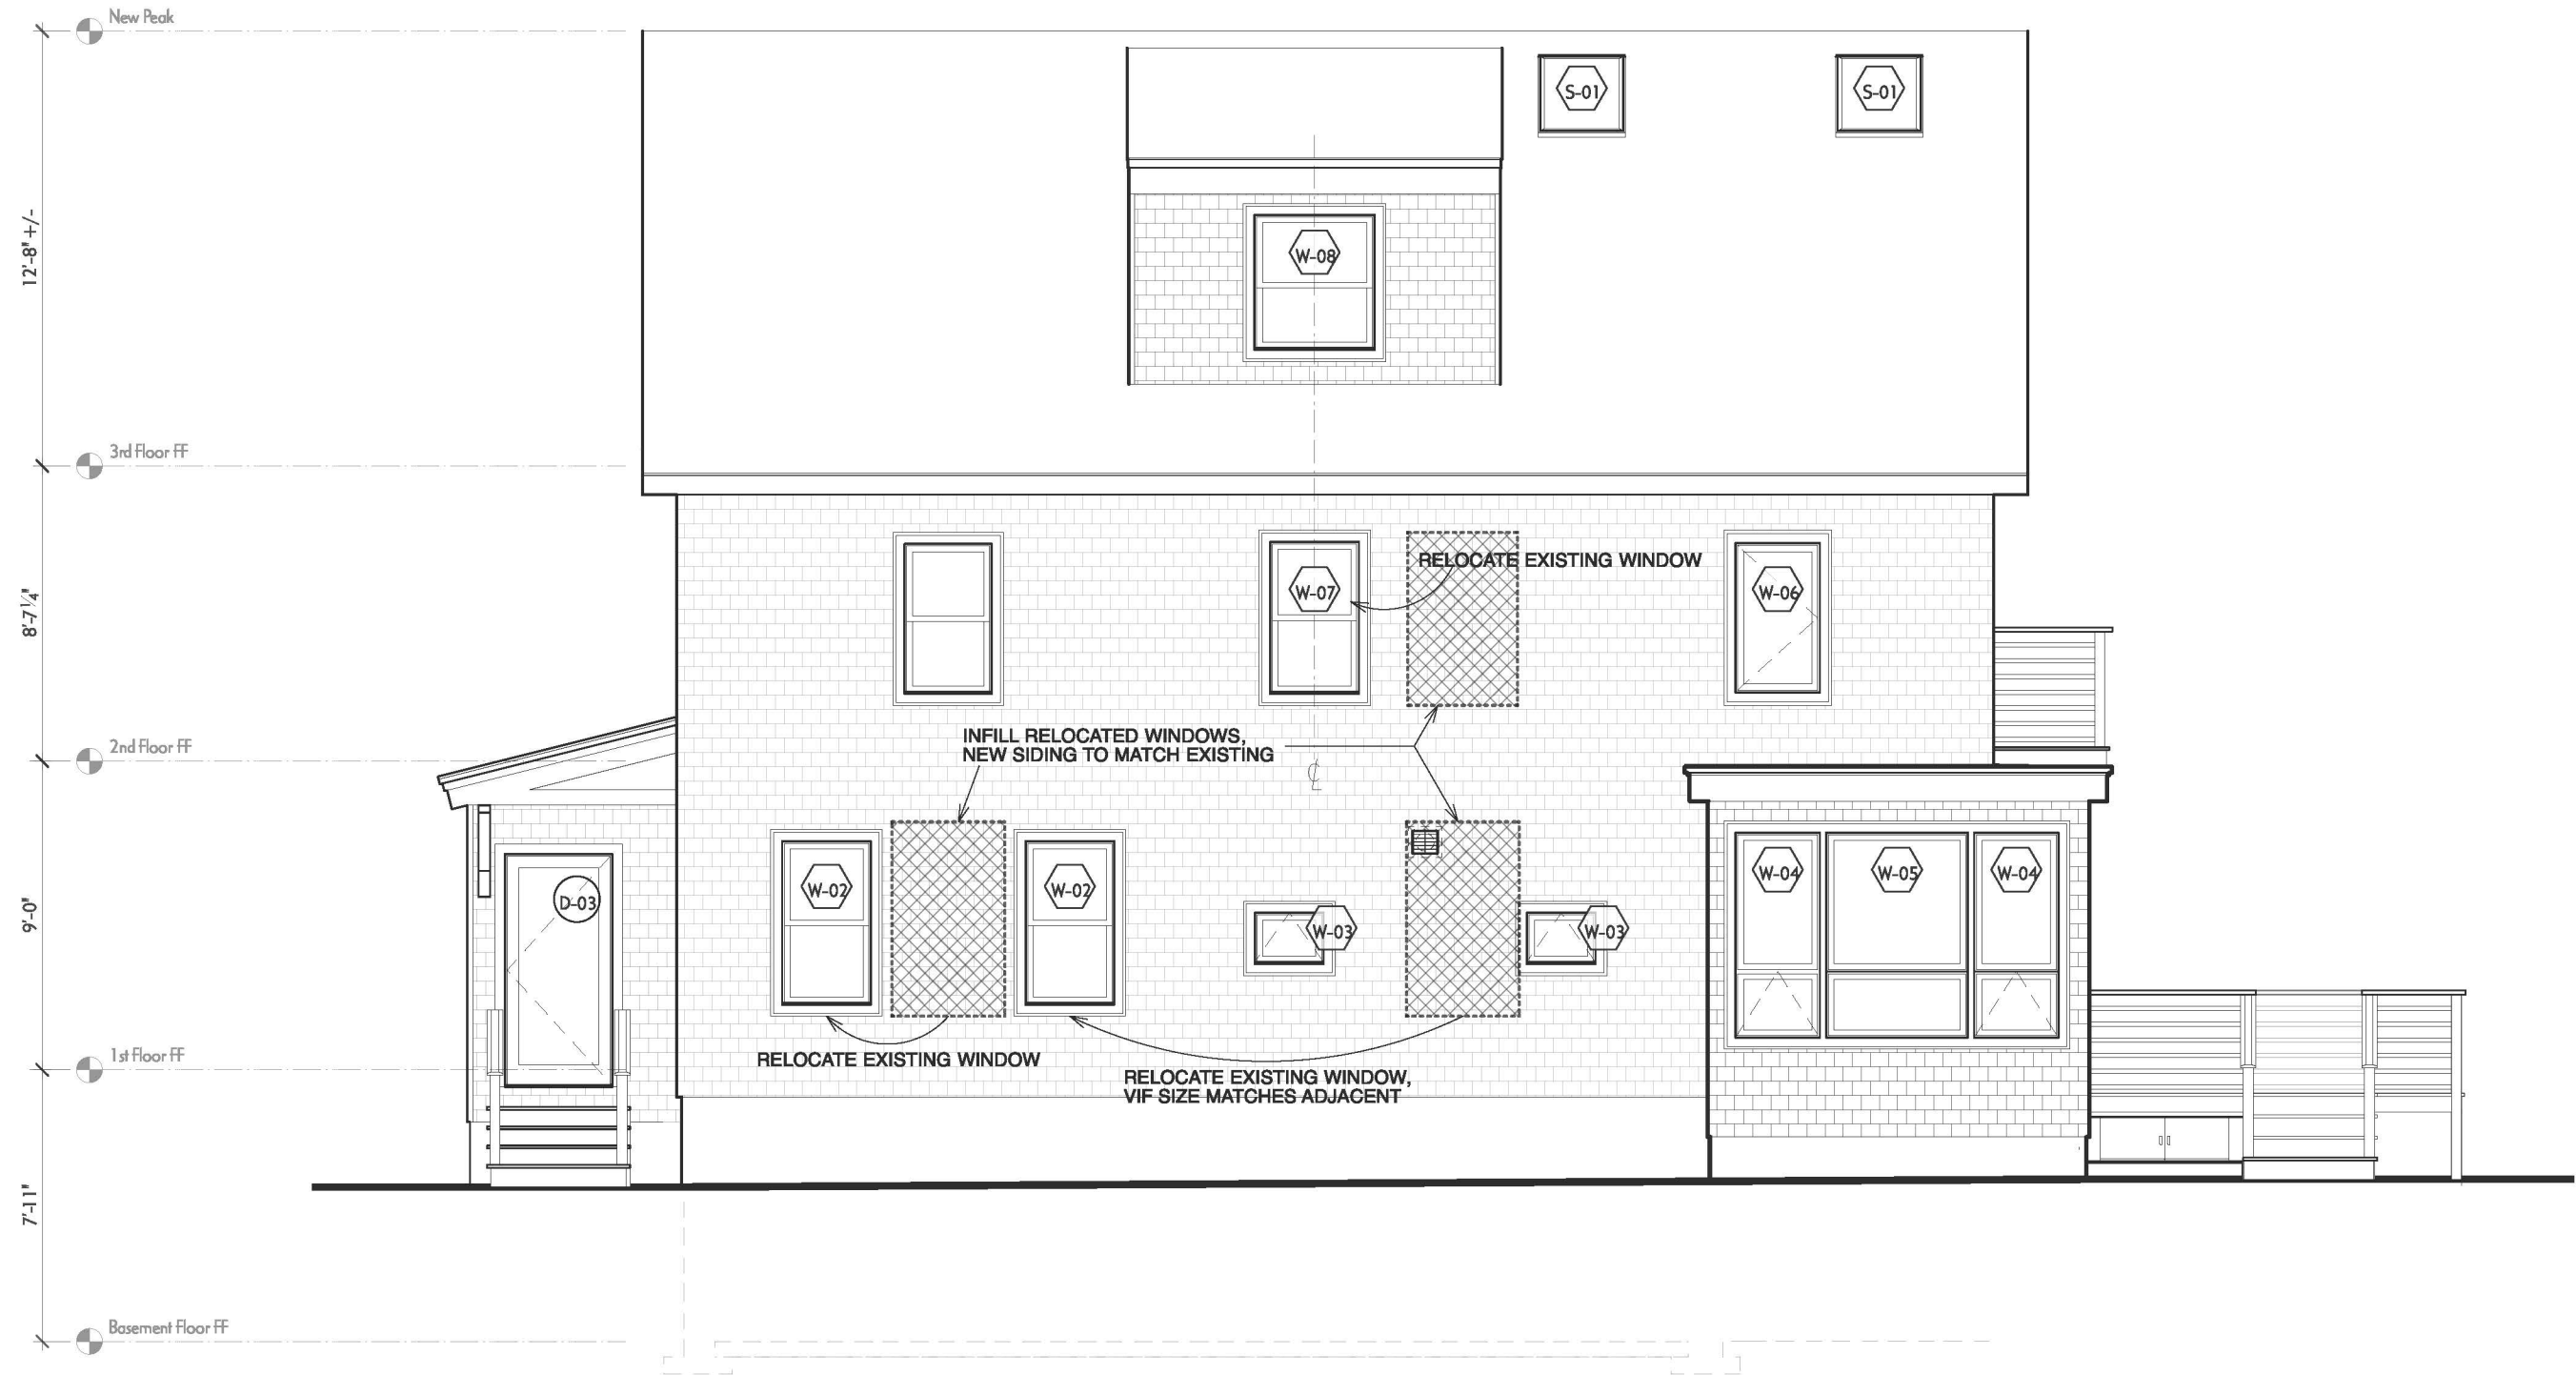 New Peak
S-01
S-01
12'-8" +/-
W-08
3rd Floor FF
RELOCATE EXISTING WINDOW
W-07
W-06
8'-7 1/4"
INFILL RELOCATED WINDOWS,
NEW SIDING TO MATCH EXISTING
2nd Floor FF
℄
W-02
W-02
W-04
W-05
W-04
D-03
9'-0"
W-03
W-03
1st Floor FF
RELOCATE EXISTING WINDOW
RELOCATE EXISTING WINDOW,
VIF SIZE MATCHES ADJACENT
7'-11"
Basement Floor FF